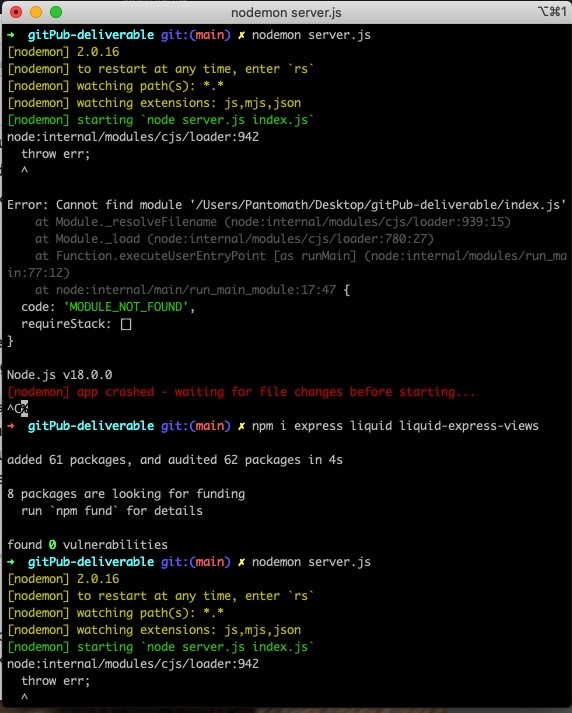 nodemon server.js
⌥⌘1
➜ gitPub-deliverable git:(main) ✗ nodemon server.js
[nodemon] 2.0.16
[nodemon] to restart at any time, enter `rs`
[nodemon] watching path(s): *.*
[nodemon] watching extensions: js,mjs,json
[nodemon] starting `node server.js index.js`
node:internal/modules/cjs/loader:942
  throw err;
  ^
Error: Cannot find module '/Users/Pantomath/Desktop/gitPub-deliverable/index.js'
    at Module._resolveFilename (node:internal/modules/cjs/loader:939:15)
    at Module._load (node:internal/modules/cjs/loader:780:27)
    at Function.executeUserEntryPoint [as runMain] (node:internal/modules/run_ma
in:77:12)
    at node:internal/main/run_main_module:17:47 {
  code: 'MODULE_NOT_FOUND',
  requireStack: []
}
Node.js v18.0.0
[nodemon] app crashed - waiting for file changes before starting...
^C%
➜ gitPub-deliverable git:(main) ✗ npm i express liquid liquid-express-views
added 61 packages, and audited 62 packages in 4s
8 packages are looking for funding
  run `npm fund` for details
found 0 vulnerabilities
➜ gitPub-deliverable git:(main) ✗ nodemon server.js
[nodemon] 2.0.16
[nodemon] to restart at any time, enter `rs`
[nodemon] watching path(s): *.*
[nodemon] watching extensions: js,mjs,json
[nodemon] starting `node server.js index.js`
node:internal/modules/cjs/loader:942
  throw err;
  ^